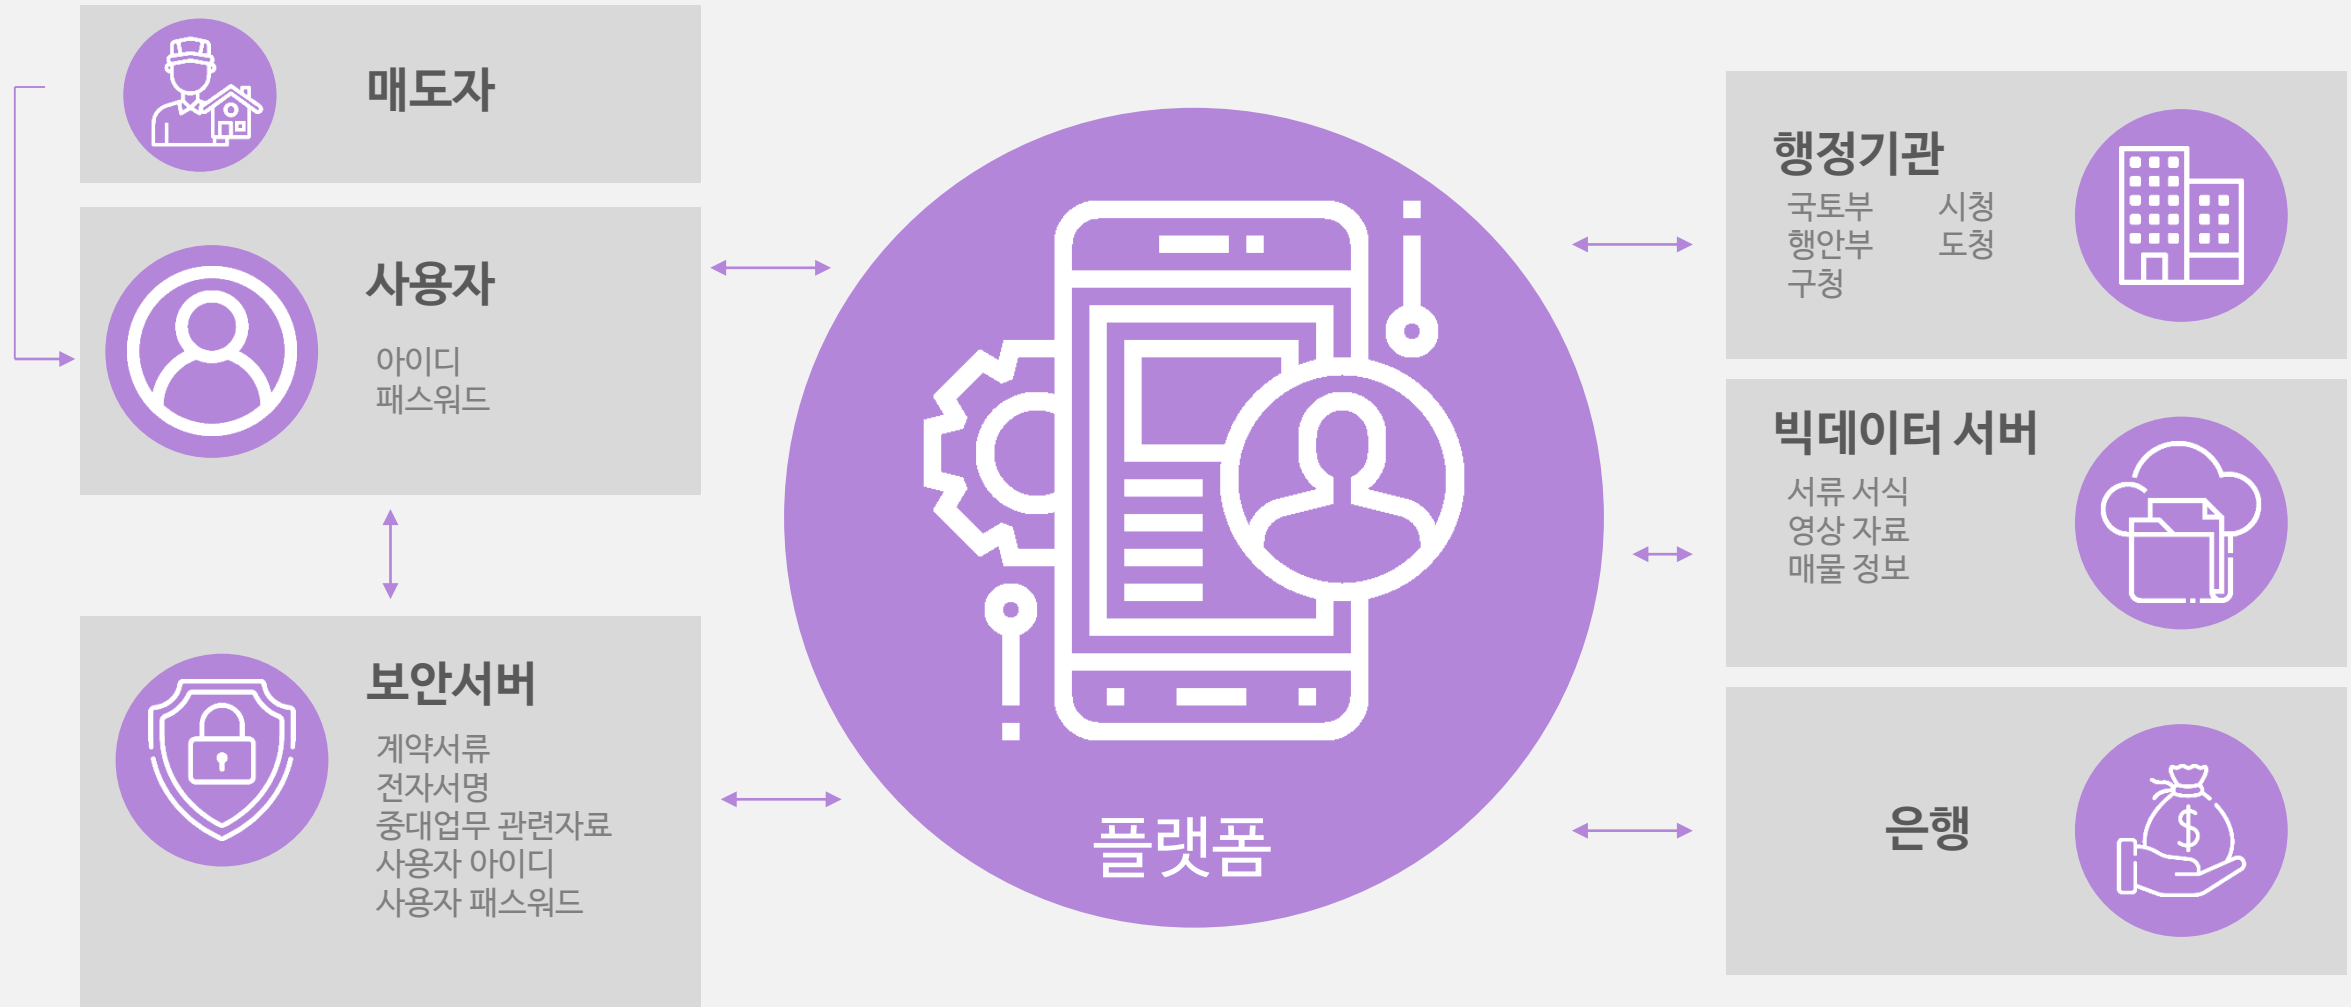 매도자
사용자
아이디
패스워드
보안서버
계약서류
전자서명
중대업무 관련자료
사용자 아이디
사용자 패스워드
플랫폼
행정기관
국토부 시청
행안부 도청
구청
빅데이터 서버
서류 서식
영상 자료
매물 정보
은행
$